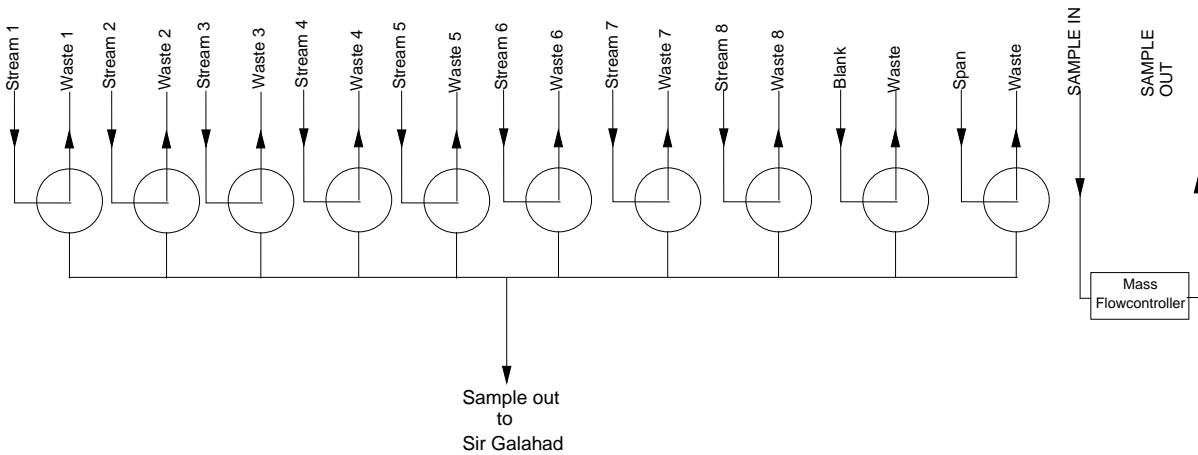 Stream 1
Waste 1
Stream 2
Waste 2
Stream 3
Waste 3
Stream 4
Waste 4
Stream 5
Waste 5
Stream 6
Waste 6
Stream 7
Waste 7
Stream 8
Waste 8
Blank
Waste
Span
Waste
SAMPLE IN
SAMPLE
OUT
Mass
Flowcontroller
Sample out
to
Sir Galahad